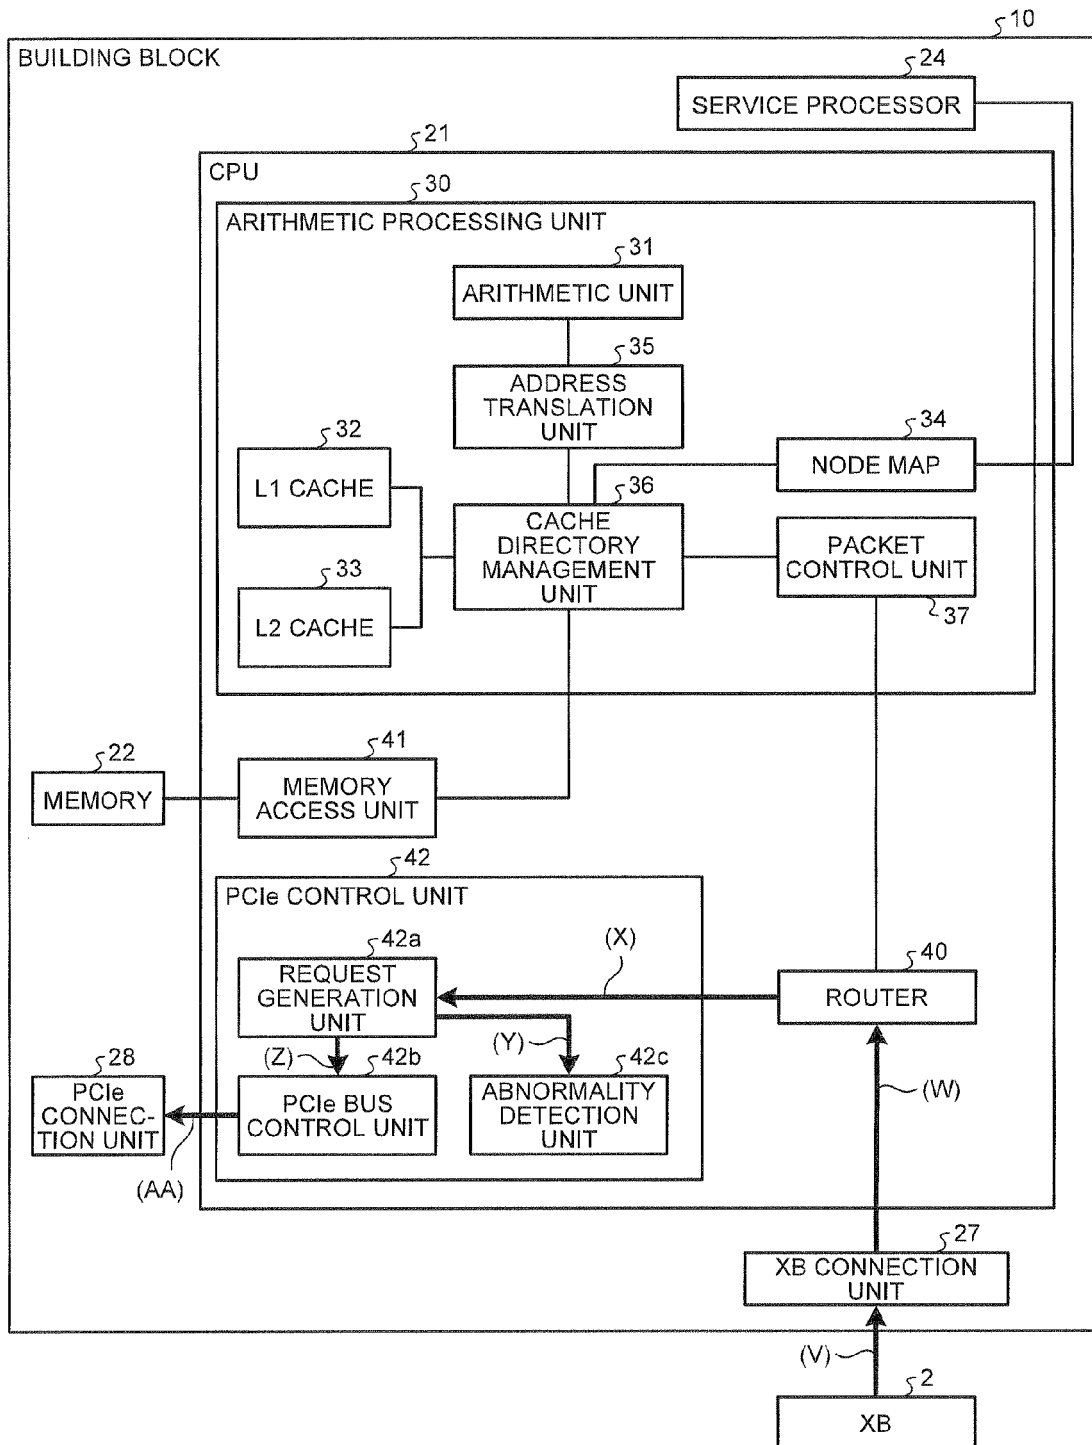 10
BUILDING BLOCK
24
SERVICE PROCESSOR
21
CPU
30
ARITHMETIC PROCESSING UNIT
31
ARITHMETIC UNIT
35
ADDRESS
TRANSLATION
UNIT
32
L1 CACHE
34
NODE MAP
36
CACHE
DIRECTORY
MANAGEMENT
UNIT
PACKET
CONTROL UNIT
37
33
L2 CACHE
22
MEMORY
41
MEMORY
ACCESS UNIT
42
PCIe CONTROL UNIT
42a
REQUEST
GENERATION
UNIT
(X)
40
ROUTER
(Z)
(Y)
28
PCIe
CONNEC-
TION UNIT
42b
PCIe BUS
CONTROL UNIT
42c
ABNORMALITY
DETECTION
UNIT
(W)
(AA)
27
XB CONNECTION
UNIT
(V)
2
XB